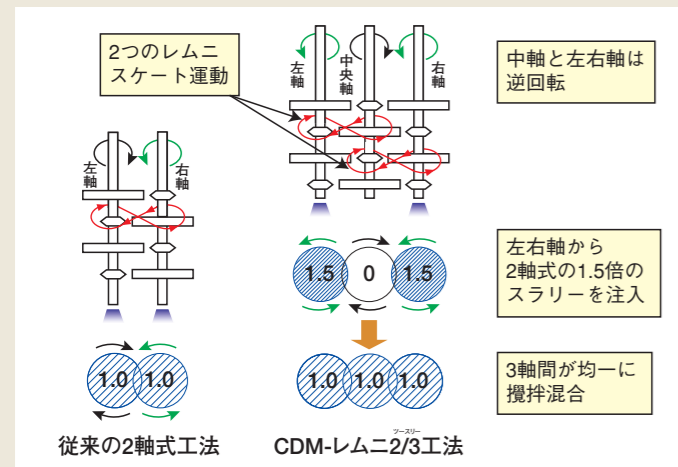 2つのレムニ
スケート運動
左軸
中央軸
右軸
中軸と左右軸は
逆回転
左軸
右軸
1.5
0
1.5
左右軸から
2軸式の1.5倍の
スラリーを注入
1.0
1.0
1.0
1.0
1.0
3軸間が均一に
攪拌混合
従来の2軸式工法
ツースリー
CDM-レムニ2/3工法